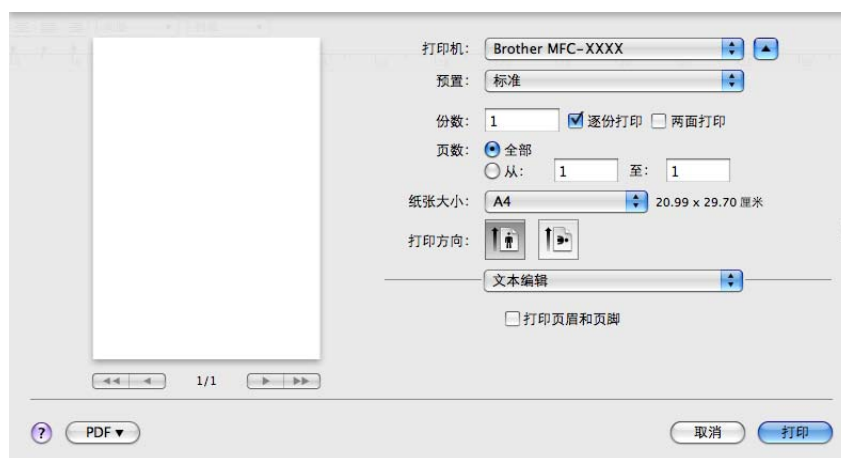 打印机: Brother MFC-XXXX
预置: 标准
份数: 1 逐份打印 两面打印
页数: 全部
从: 1 至: 1
纸张大小: A4 20.99 x 29.70 厘米
打印方向:
文本编辑
打印页眉和页脚
1/1
? PDF 取消 打印